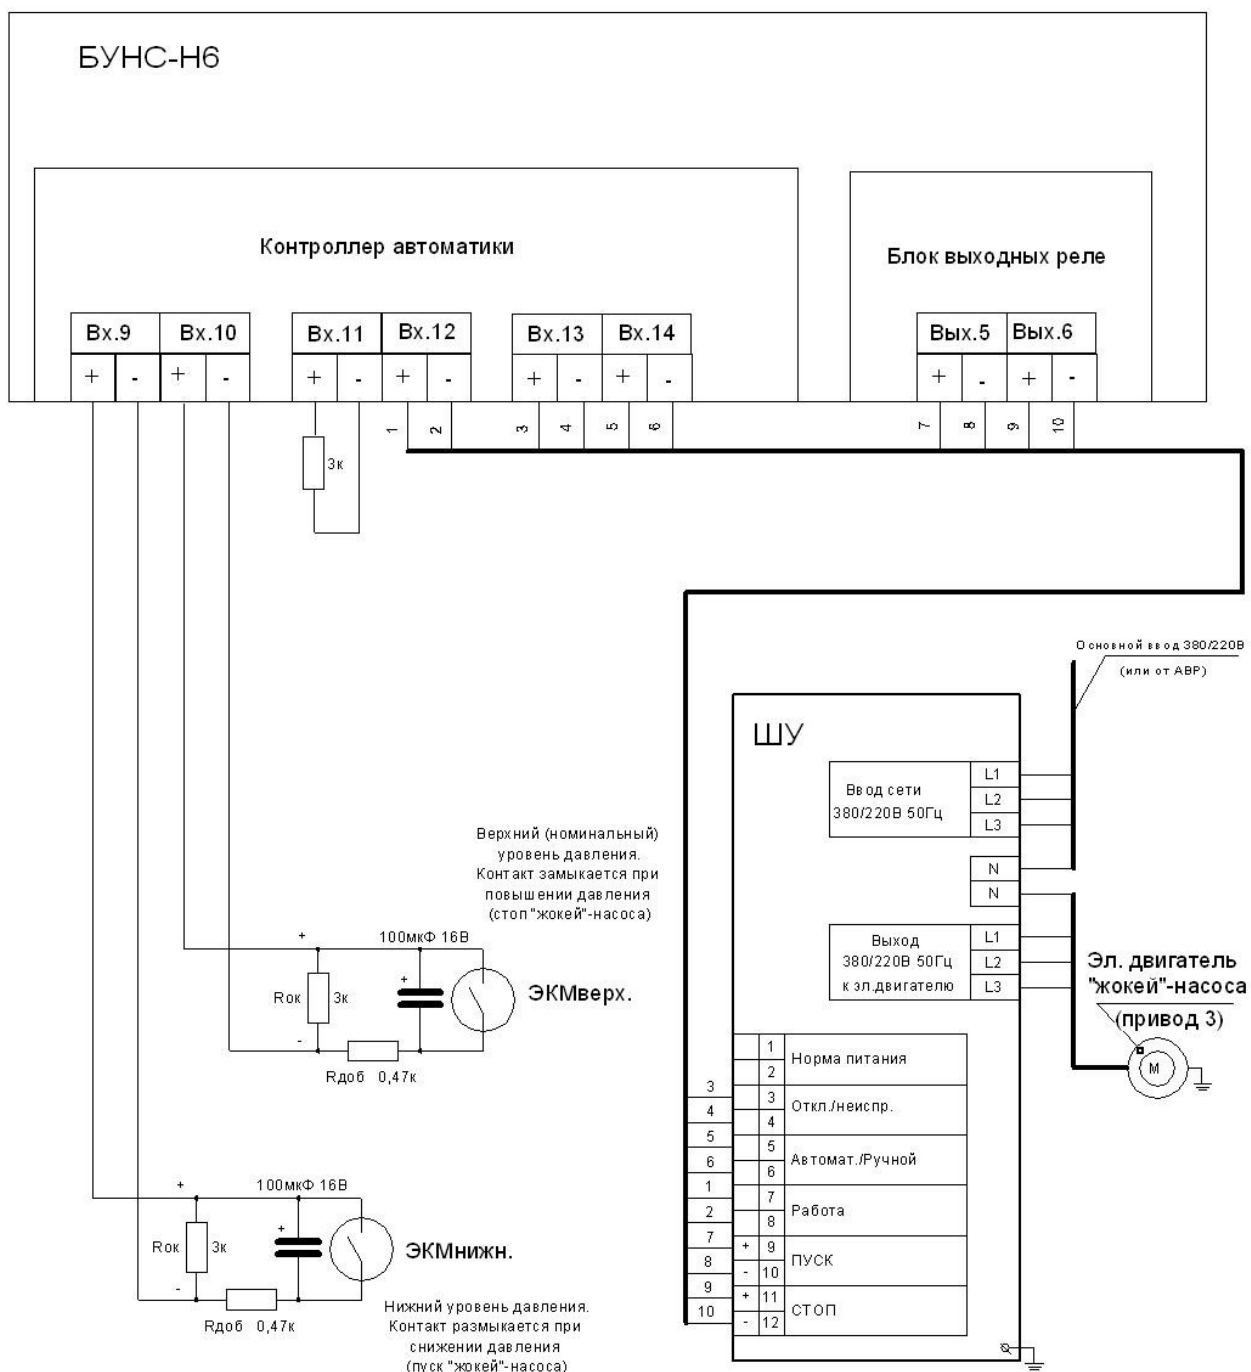 БУНС-Н6
Контроллер автоматики
Блок выходных реле
Вх.9 Вх.10 Вх.11 Вх.12 Вх.13 Вх.14 Вых.5 Вых.6
+ - + - + - + - + - + - + - + -
1 2 3 4 5 6 7 8 9 10
3к
Основной ввод 380/220В
(или от АВР)
ШУ
Ввод сети
380/220В 50Гц
L1
L2
L3
N
N
Выход
380/220В 50Гц
к эл.двигателю
L1
L2
L3
Эл. двигатель
"жокей"-насоса
(привод 3)
М
Верхний (номинальный)
уровень давления.
Контакт замыкается при
повышении давления
(стоп "жокей"-насоса)
+ 100мкФ 16В
+
Rок 3к
ЭКМверх.
-
Rдоб 0,47к
1
2
Норма питания
3
4
3
4
Откл./неиспр.
5
6
5
6
Автомат./Ручной
1
2
7
8
Работа
7
8
+ 9
- 10
ПУСК
9
10
+ 11
- 12
СТОП
+ 100мкФ 16В
+
Rок 3к
ЭКМнижн.
-
Rдоб 0,47к
Нижний уровень давления.
Контакт размыкается при
снижении давления
(пуск "жокей"-насоса)